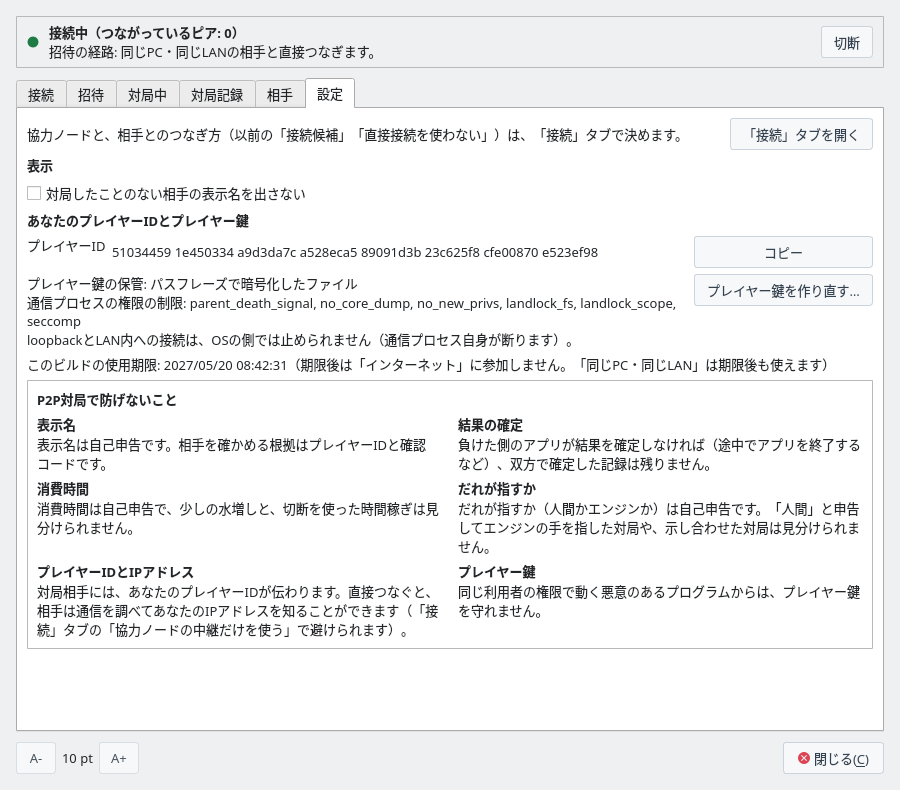 接続中（つながっているピア: 0）
招待の経路: 同じPC・同じLANの相手と直接つなぎます。
切断
接続 招待 対局中 対局記録 相手 設定
協力ノードと、相手とのつなぎ方（以前の「接続候補」「直接接続を使わない」）は、「接続」タブで決めます。
「接続」タブを開く
表示
対局したことのない相手の表示名を出さない
あなたのプレイヤーIDとプレイヤー鍵
プレイヤーID 51034459 1e450334 a9d3da7c a528eca5 89091d3b 23c625f8 cfe00870 e523ef98
コピー
プレイヤー鍵の保管: パスフレーズで暗号化したファイル
通信プロセスの権限の制限: parent_death_signal, no_core_dump, no_new_privs, landlock_fs, landlock_scope,
seccomp
loopbackとLAN内への接続は、OSの側では止められません（通信プロセス自身が断ります）。
プレイヤー鍵を作り直す...
このビルドの使用期限: 2027/05/20 08:42:31（期限後は「インターネット」に参加しません。「同じPC・同じLAN」は期限後も使えます）
P2P対局で防げないこと
表示名
表示名は自己申告です。相手を確かめる根拠はプレイヤーIDと確認
コードです。
結果の確定
負けた側のアプリが結果を確定しなければ（途中でアプリを終了する
など）、双方で確定した記録は残りません。
消費時間
消費時間は自己申告で、少しの水増しと、切断を使った時間稼ぎは見
分けられません。
だれが指すか
だれが指すか（人間かエンジンか）は自己申告です。「人間」と申告
してエンジンの手を指した対局や、示し合わせた対局は見分けられま
せん。
プレイヤーIDとIPアドレス
対局相手には、あなたのプレイヤーIDが伝わります。直接つなぐと、
相手は通信を調べてあなたのIPアドレスを知ることができます（「接
続」タブの「協力ノードの中継だけを使う」で避けられます）。
プレイヤー鍵
同じ利用者の権限で動く悪意のあるプログラムからは、プレイヤー鍵
を守れません。
A- 10 pt A+
閉じる(C)